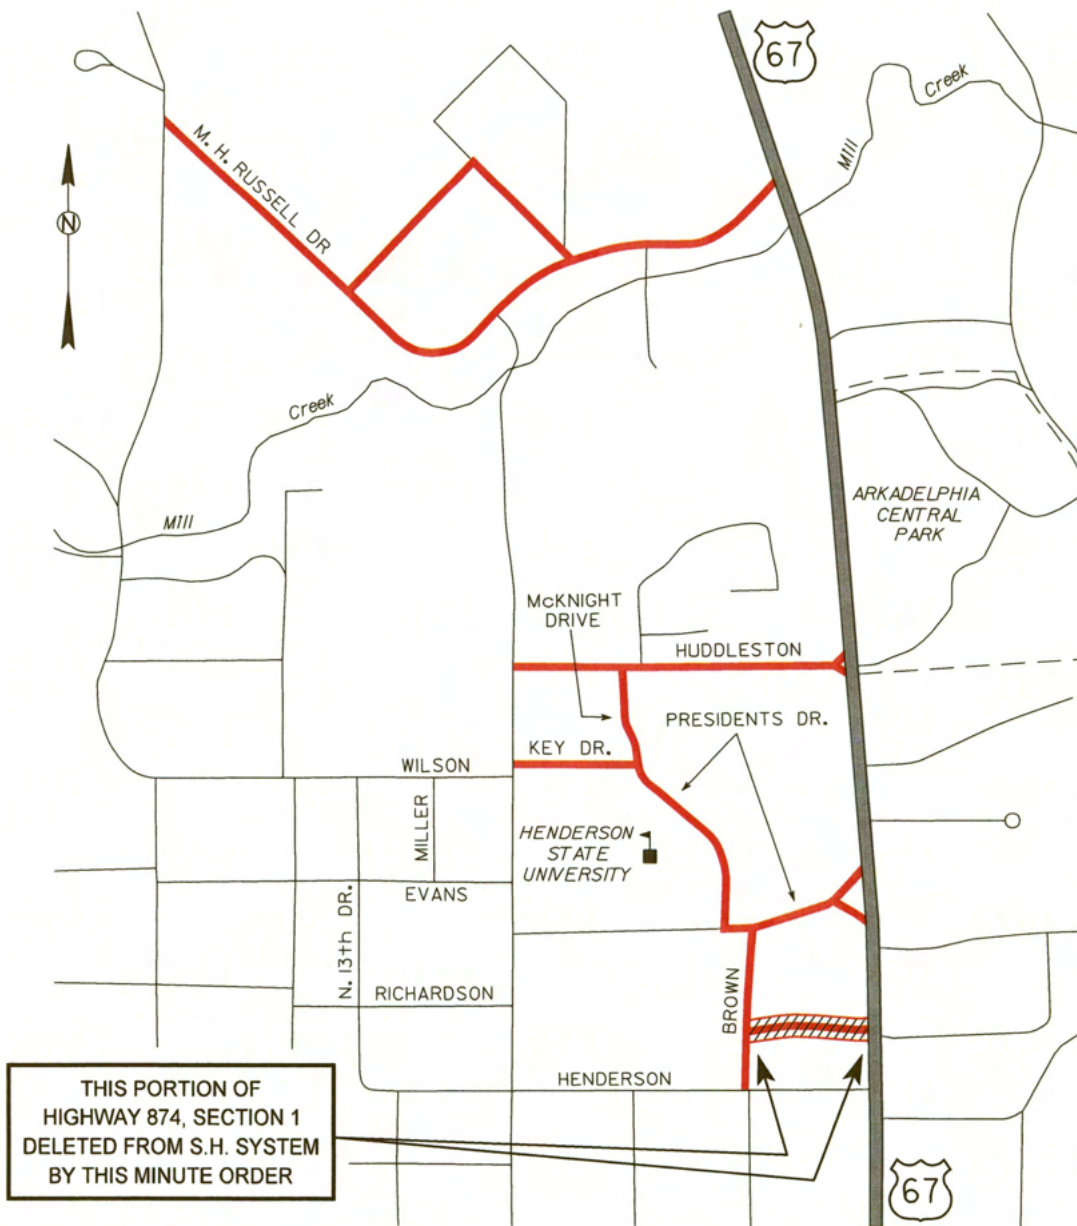 67
Creek
Mill
M. H. RUSSELL DR
N
Creek
Mill
ARKADELPHIA
CENTRAL
PARK
McKNIGHT
DRIVE
HUDDLESTON
PRESIDENTS DR.
KEY DR.
WILSON
MILLER
HENDERSON
STATE
UNIVERSITY
EVANS
N. 13th DR.
RICHARDSON
BROWN
HENDERSON
THIS PORTION OF
HIGHWAY 874, SECTION 1
DELETED FROM S.H. SYSTEM
BY THIS MINUTE ORDER
67